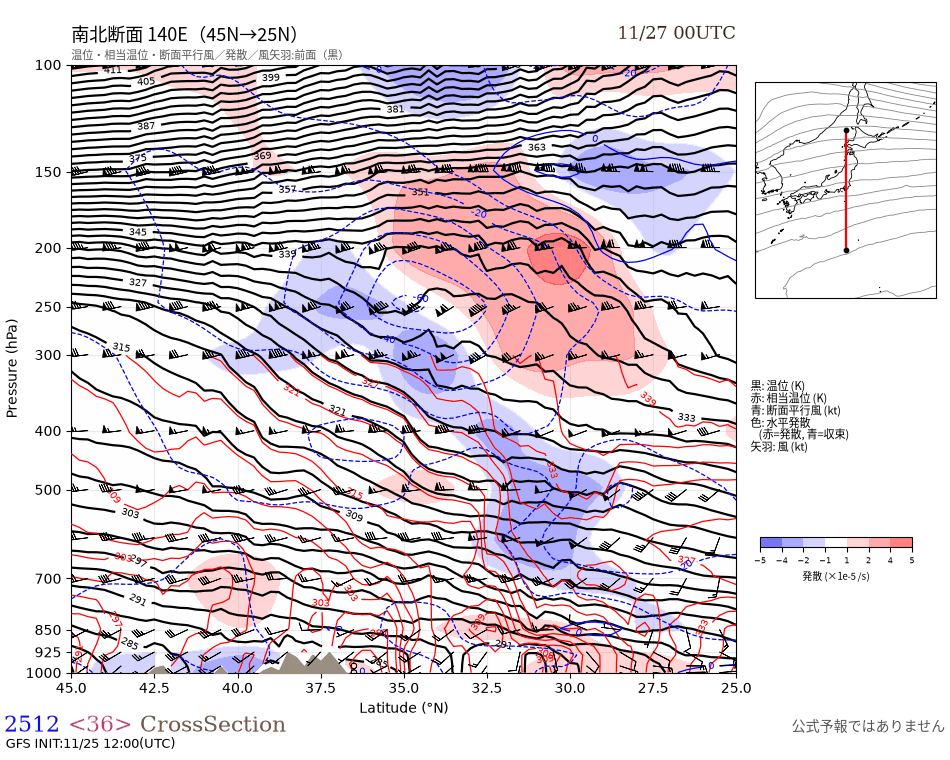 南北断面 140E（45N→25N）
11/27 00UTC
温位・相当温位・断面平行風／発散／風矢羽:前面（黒）
Pressure (hPa)
100
150
200
250
300
400
500
700
850
925
1000
411
405
399
387
381
375
369
363
357
351
345
339
327
315
321
333
309
303
297
291
285
0
-20
-60
45.0 42.5 40.0 37.5 35.0 32.5 30.0 27.5 25.0
Latitude (°N)
黒: 温位 (K)
赤: 相当温位 (K)
青: 断面平行風 (kt)
色: 水平発散
(赤=発散, 青=収束)
矢羽: 風 (kt)
−5 −4 −2 −1 1 2 4 5
発散 (×1e-5 /s)
2512 <36> CrossSection
公式予報ではありません
GFS INIT:11/25 12:00(UTC)